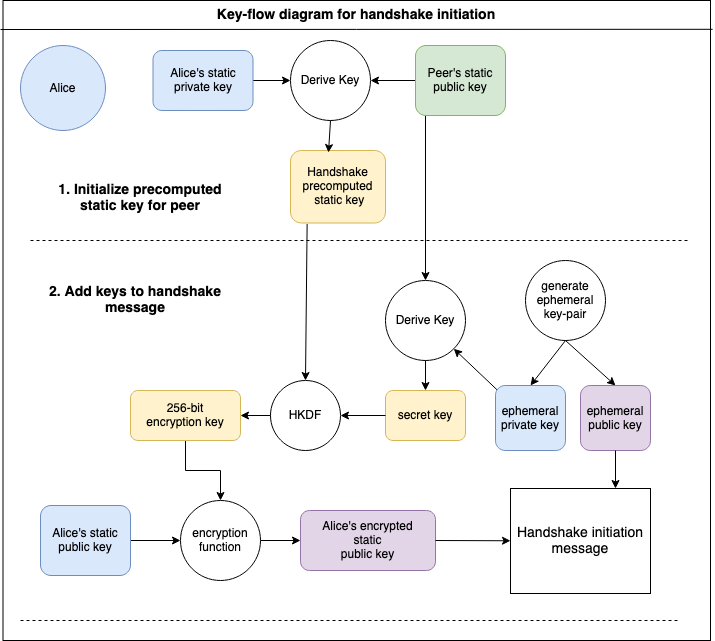 Key-flow diagram for handshake initiation
Alice
Alice's static
private key
Derive Key
Peer's static
public key
Handshake
precomputed
static key
1. Initialize precomputed
static key for peer
2. Add keys to handshake
message
generate
ephemeral
key-pair
Derive Key
256-bit
encryption key
HKDF
secret key
ephemeral
private key
ephemeral
public key
Alice's static
public key
encryption
function
Alice's encrypted
static
public key
Handshake initiation
message